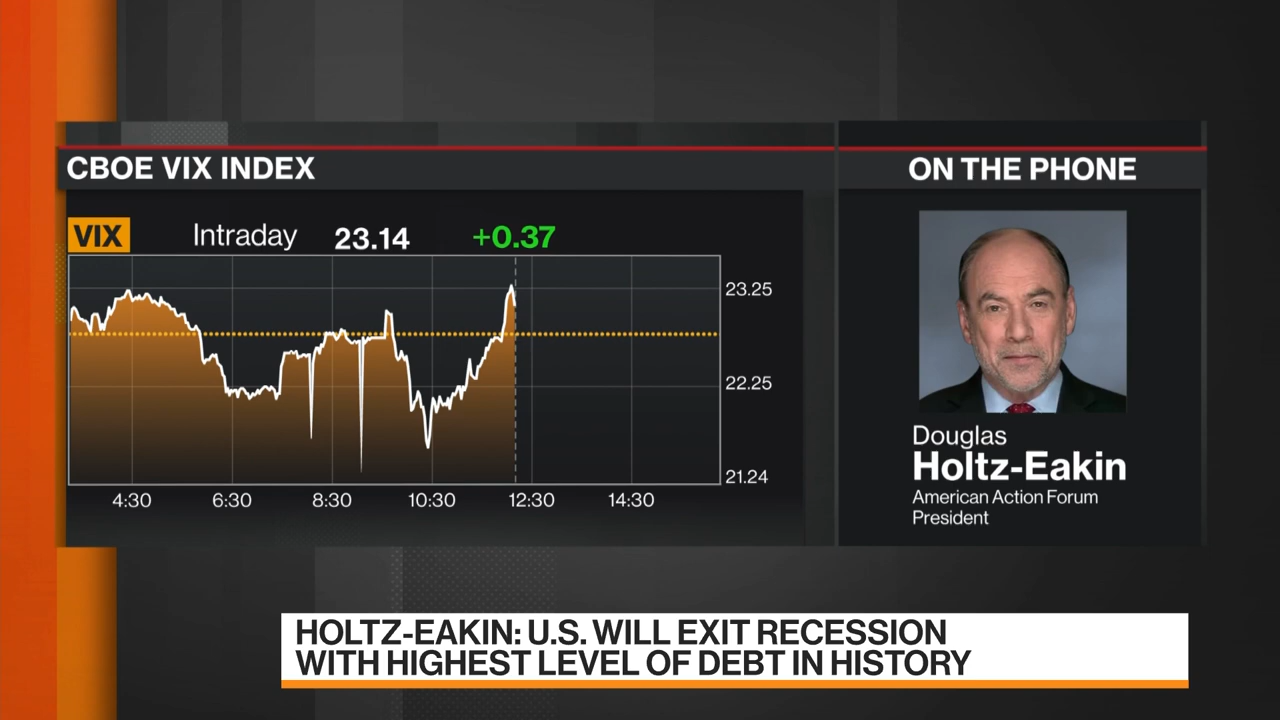 CBOE VIX INDEX
VIX Intraday 23.14 +0.37
23.25
22.25
21.24
4:30 6:30 8:30 10:30 12:30 14:30
ON THE PHONE
Douglas
Holtz-Eakin
American Action Forum
President
HOLTZ-EAKIN: U.S. WILL EXIT RECESSION
WITH HIGHEST LEVEL OF DEBT IN HISTORY